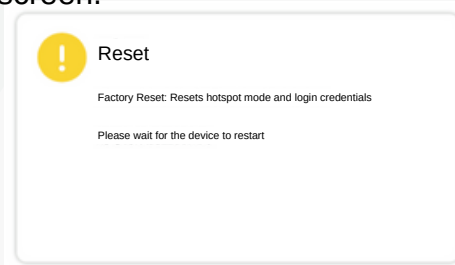 screen.
Reset
Factory Reset: Resets hotspot mode and login credentials
Please wait for the device to restart